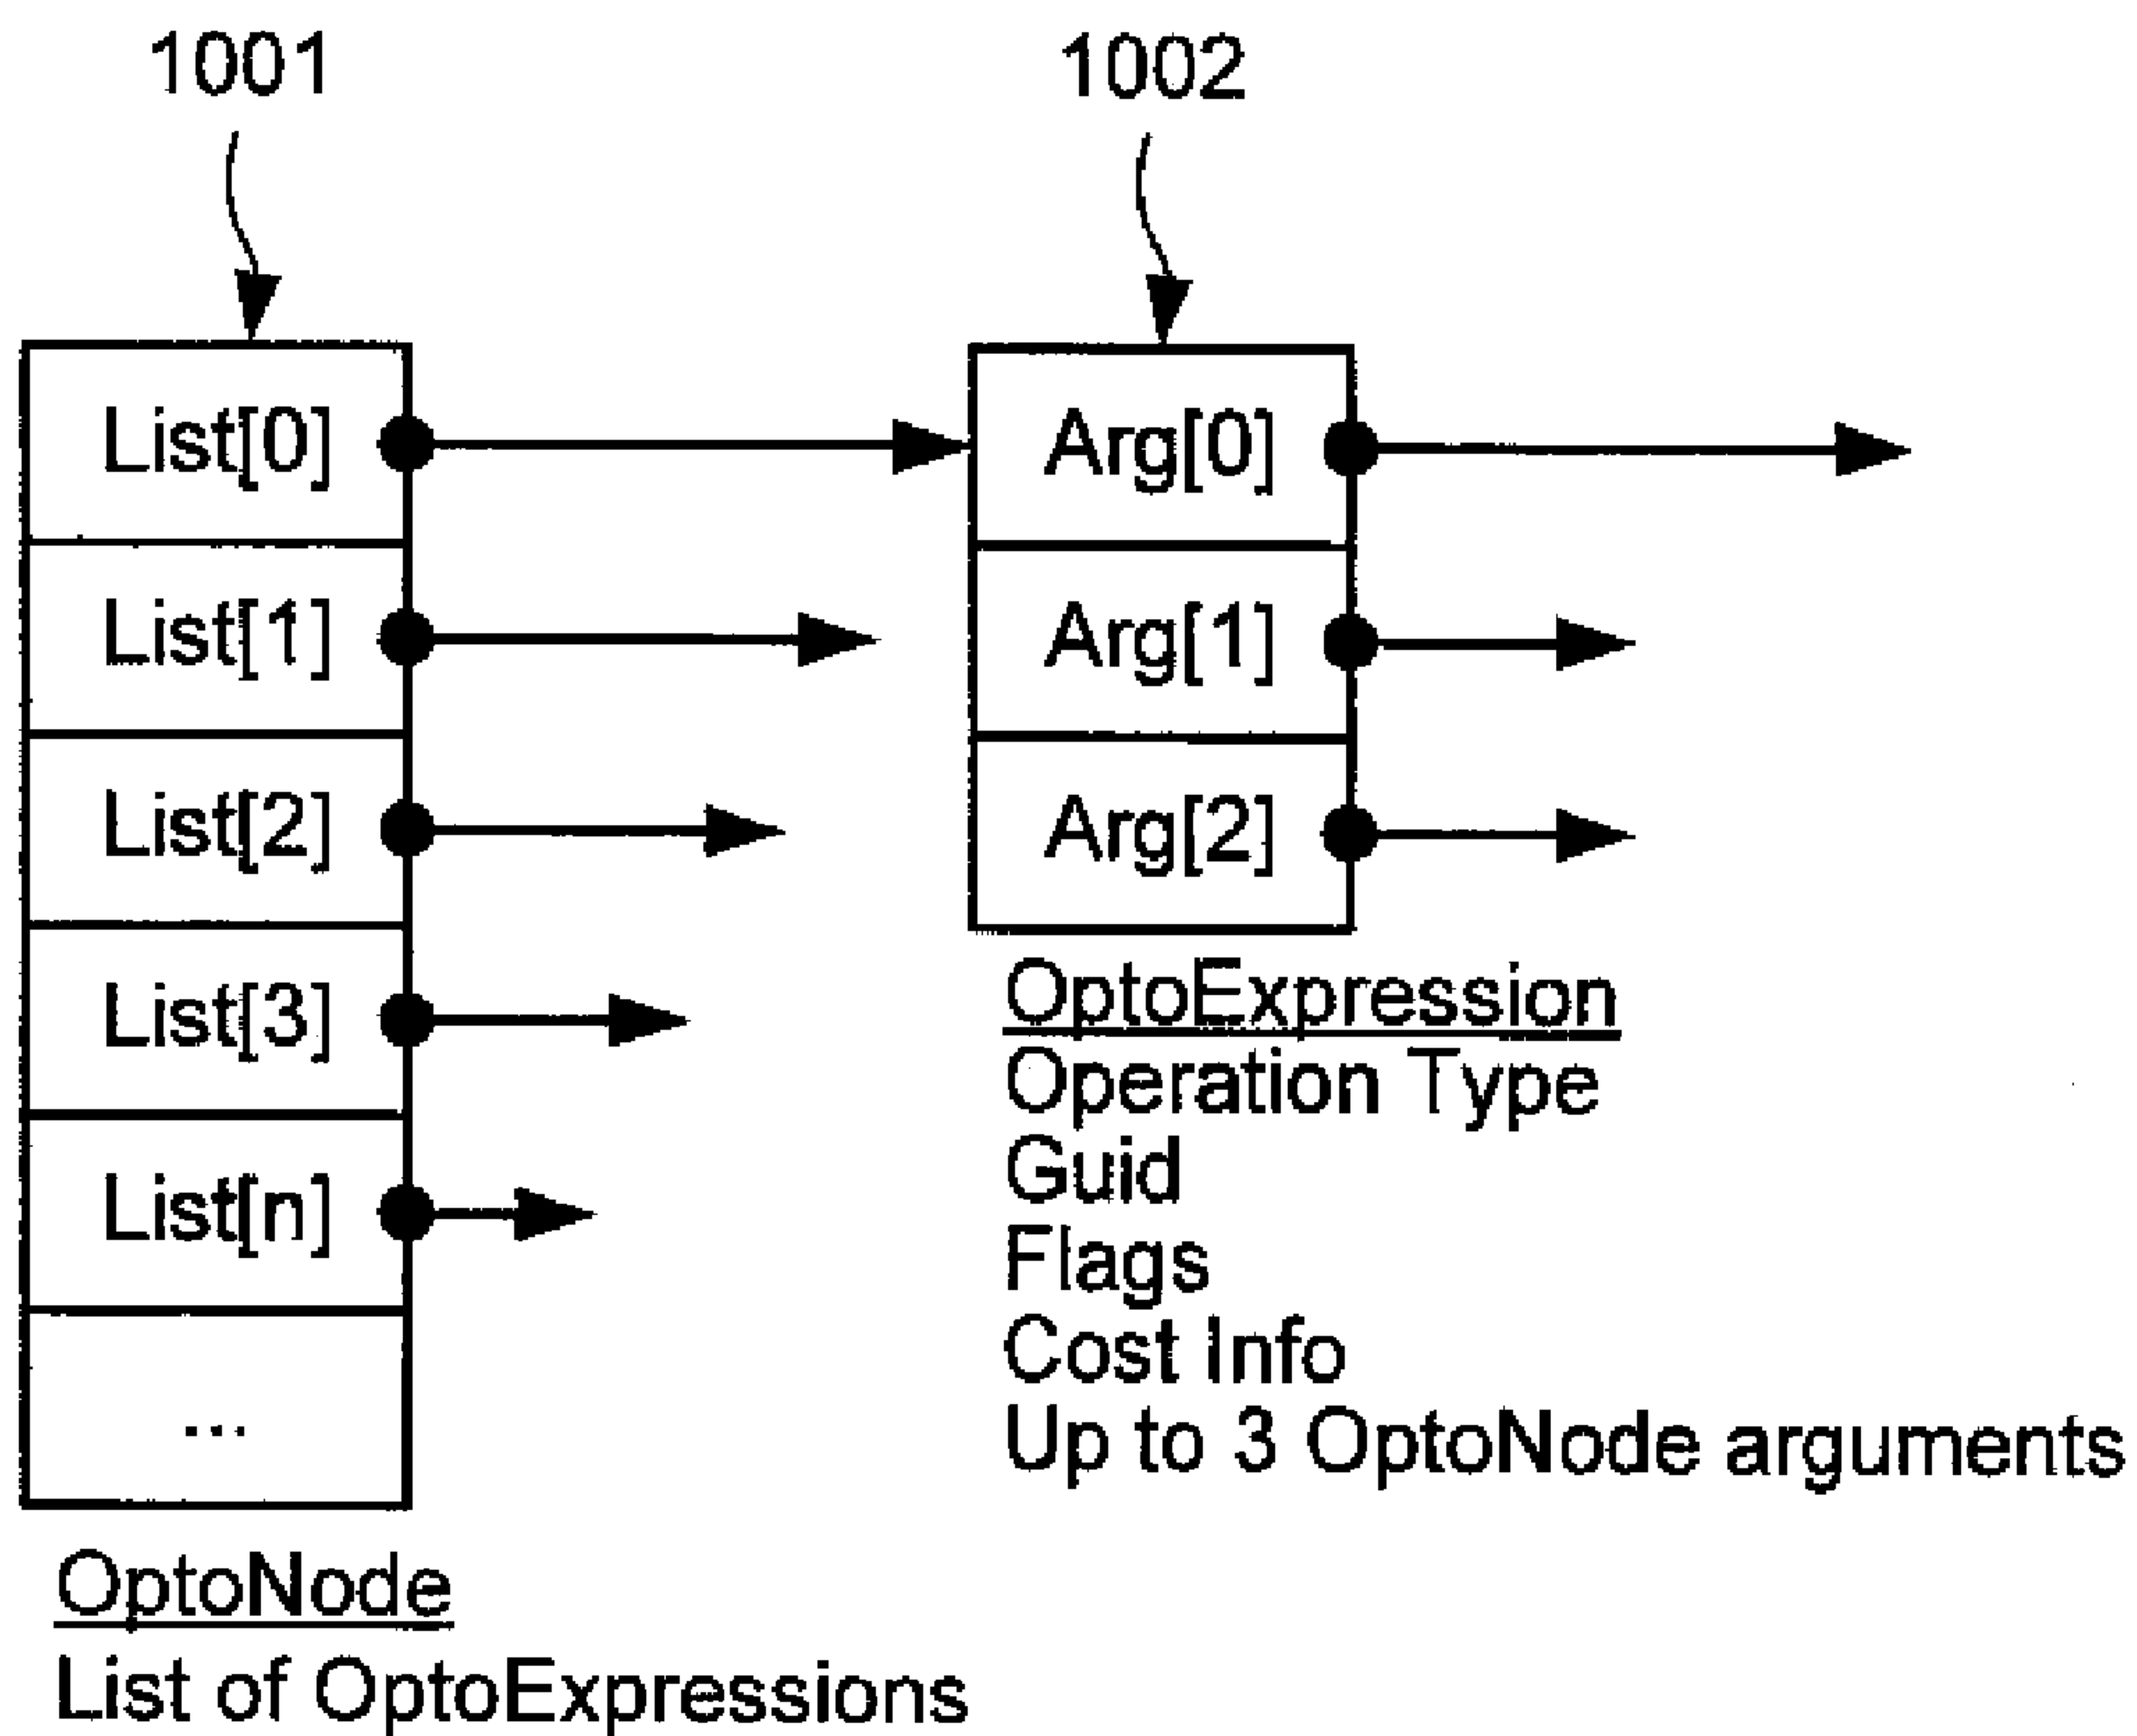 1001
1002
List[0]
List[1]
List[2]
List[3]
List[n]
...
OptoNode
List of OptoExpressions
Arg[0]
Arg[1]
Arg[2]
OptoExpression
Operation Type
Guid
Flags
Cost Info
Up to 3 OptoNode arguments